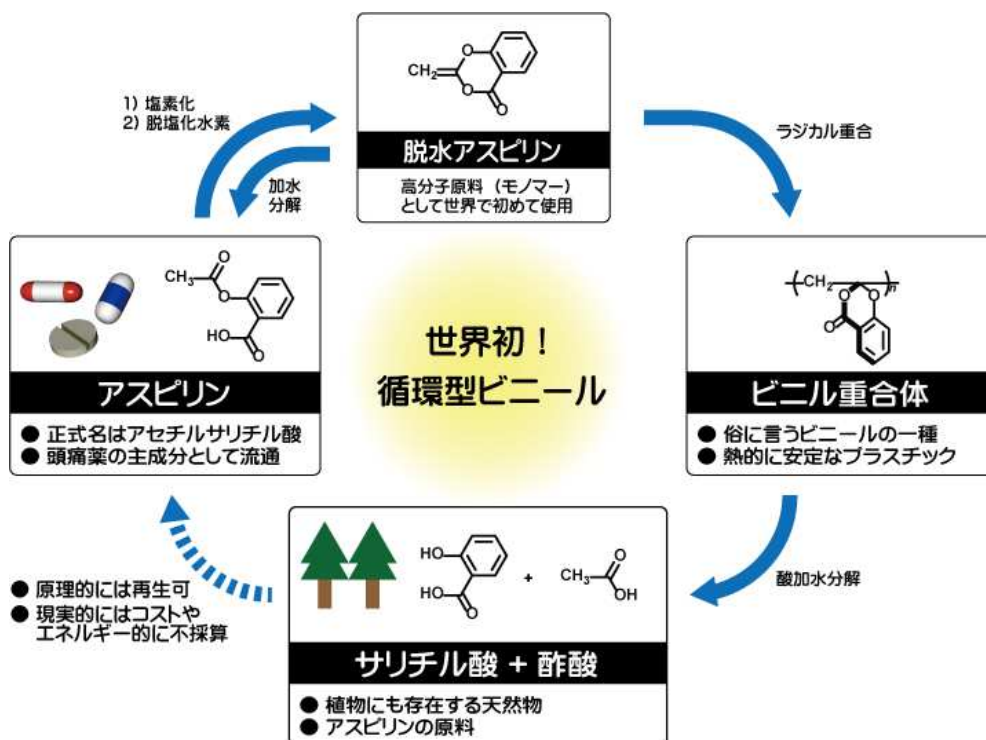 CH₂
O
O
O
脱水アスピリン
高分子原料（モノマー）
として世界で初めて使用
1) 塩素化
2) 脱塩化水素
加水
分解
ラジカル重合
CH₃
O
O
HO
O
アスピリン
● 正式名はアセチルサリチル酸
● 頭痛薬の主成分として流通
世界初！
循環型ビニール
CH₂
n
O
O
O
ビニル重合体
● 俗に言うビニールの一種
● 熱的に安定なプラスチック
酸加水分解
● 原理的には再生可
● 現実的にはコストや
エネルギー的に不採算
HO
HO
O
+
CH₃
O
OH
サリチル酸 + 酢酸
● 植物にも存在する天然物
● アスピリンの原料